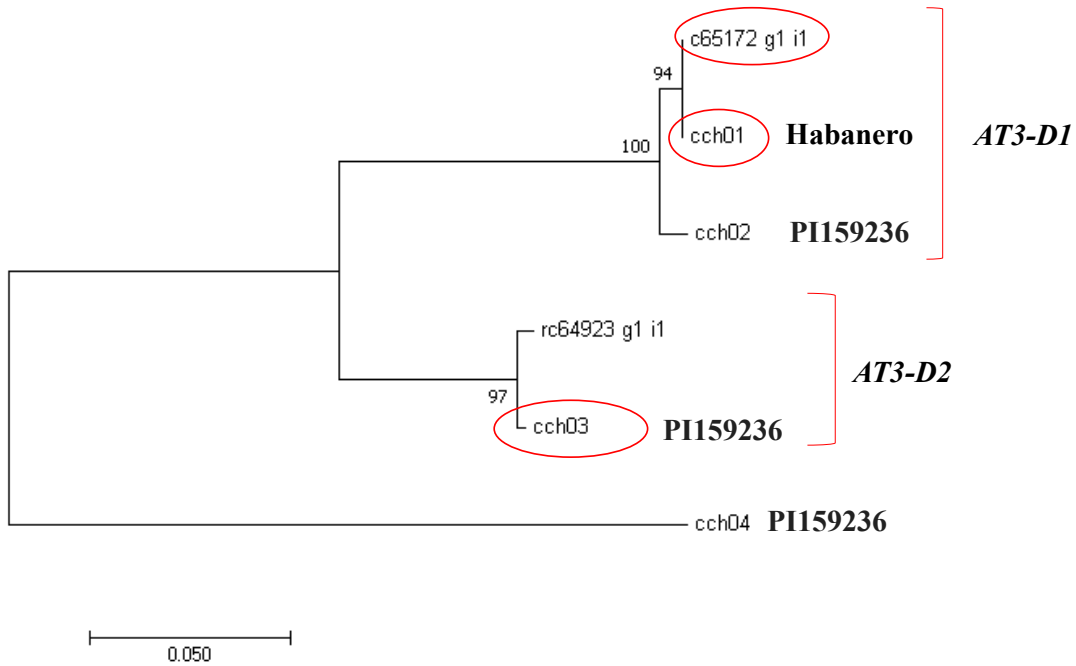 c65172 g1 i1
94
cch01 Habanero AT3-D1
100
cch02 PI159236
rc64923 g1 i1
AT3-D2
97
cch03 PI159236
cch04 PI159236
0.050